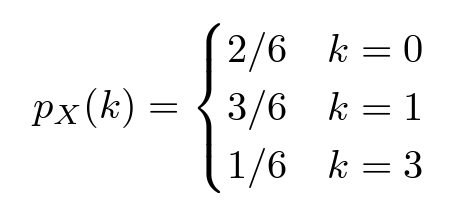 2/6 k = 0
p_X(k) = { 3/6 k = 1
1/6 k = 3